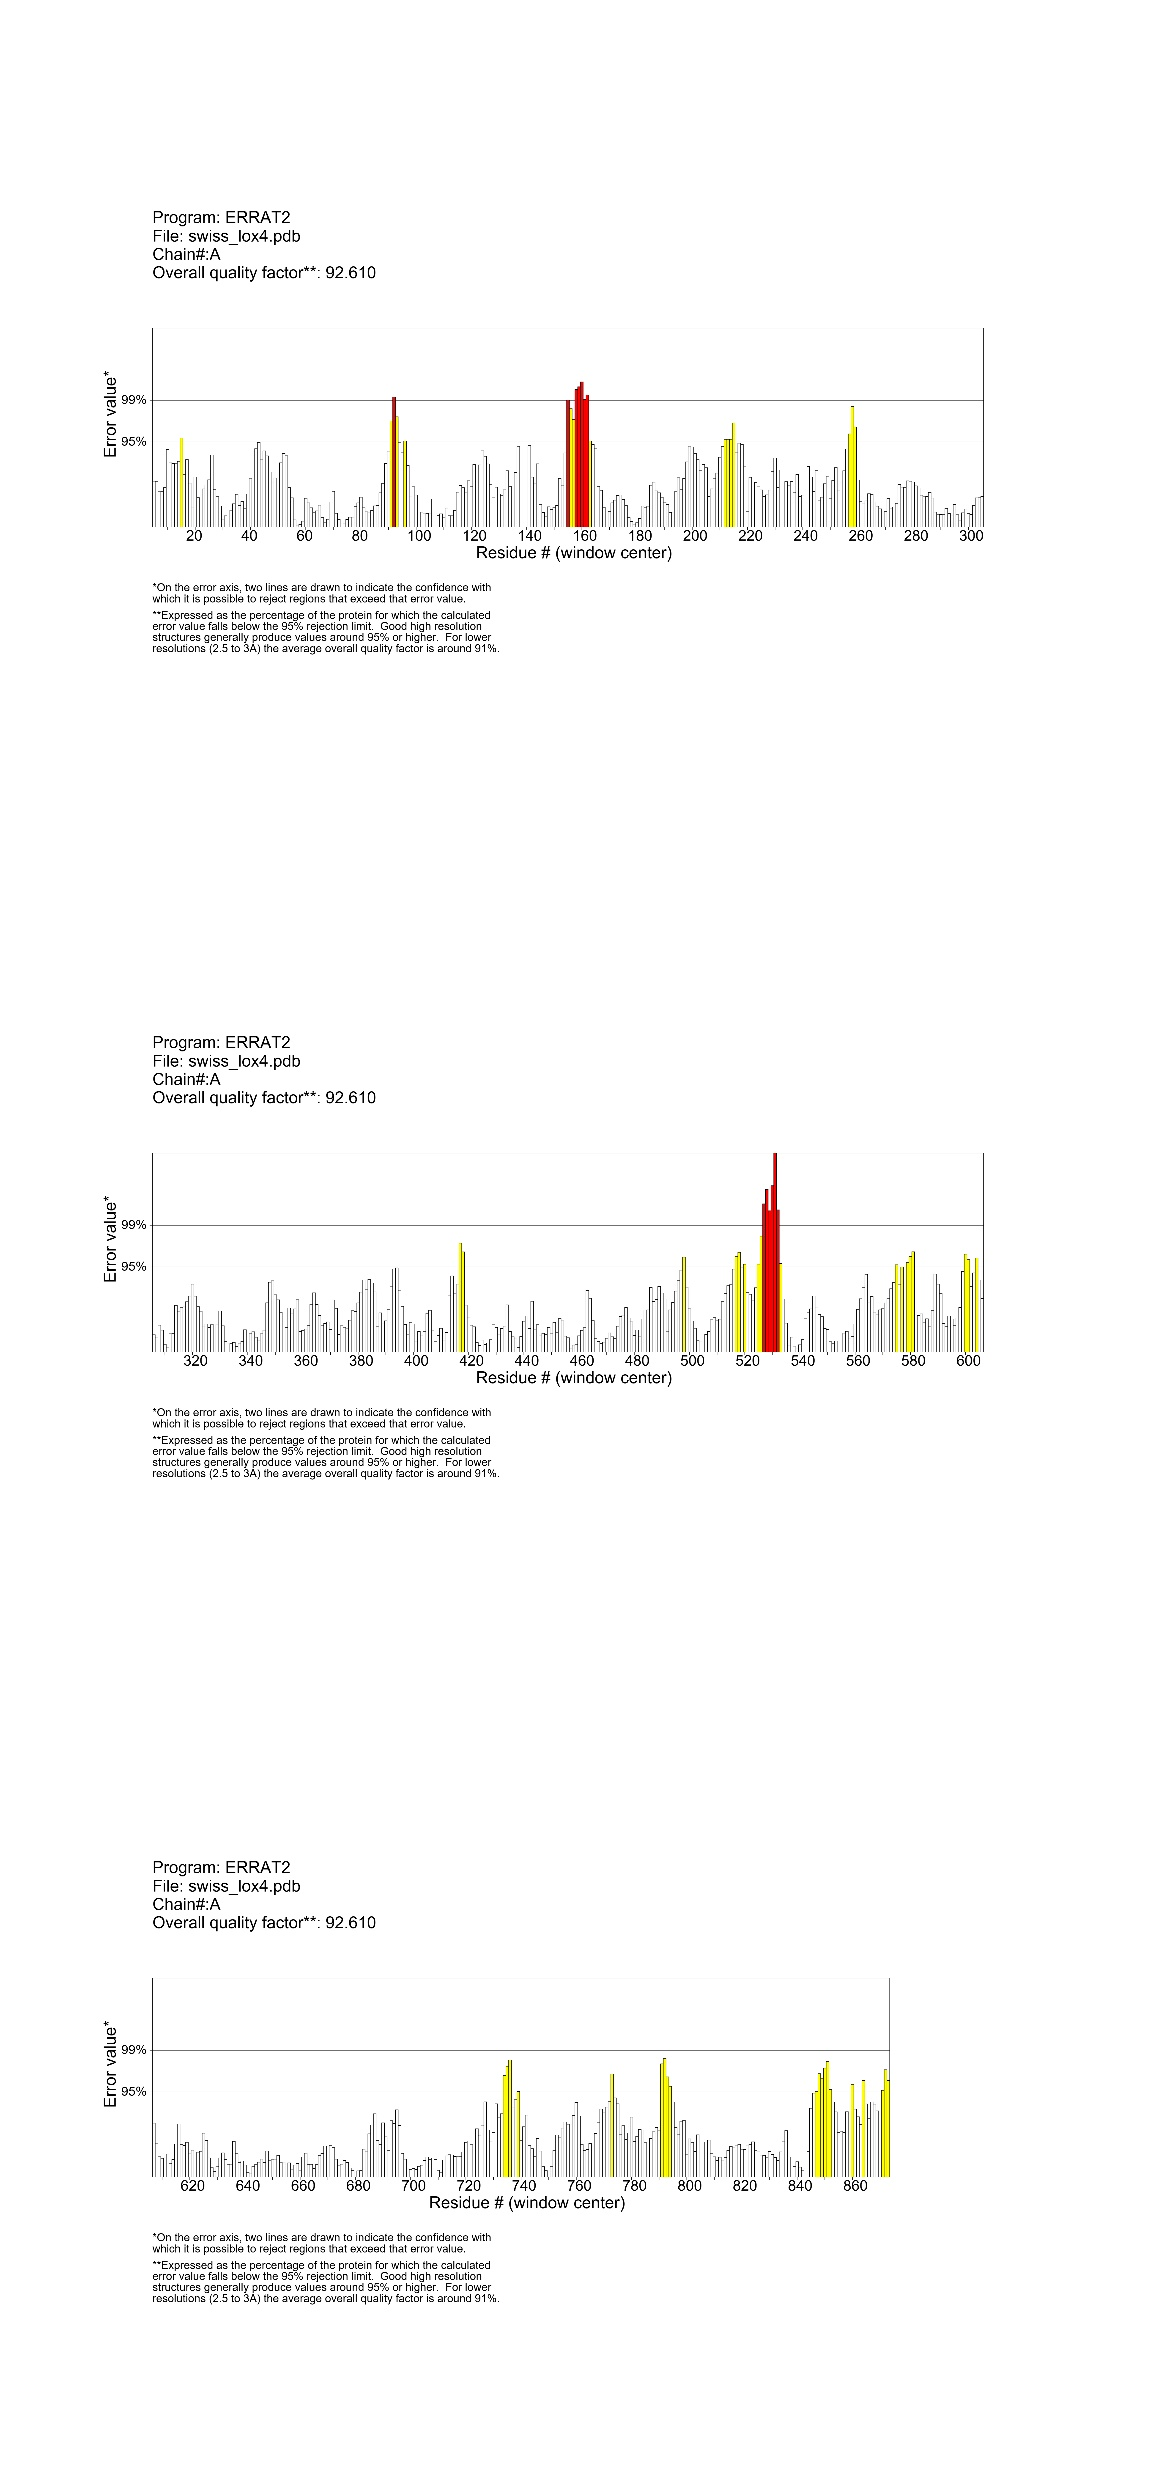 Program: ERRAT2
File: swiss_lox4.pdb
Chain#:A
Overall quality factor**: 92.610
Error value*
99%
95%
20 40 60 80 100 120 140 160 180 200 220 240 260 280 300
Residue # (window center)
*On the error axis, two lines are drawn to indicate the confidence with
which it is possible to reject regions that exceed that error value.
**Expressed as the percentage of the protein for which the calculated
error value falls below the 95% rejection limit. Good high resolution
structures generally produce values around 95% or higher. For lower
resolutions (2.5 to 3A) the average overall quality factor is around 91%.
Program: ERRAT2
File: swiss_lox4.pdb
Chain#:A
Overall quality factor**: 92.610
Error value*
99%
95%
320 340 360 380 400 420 440 460 480 500 520 540 560 580 600
Residue # (window center)
*On the error axis, two lines are drawn to indicate the confidence with
which it is possible to reject regions that exceed that error value.
**Expressed as the percentage of the protein for which the calculated
error value falls below the 95% rejection limit. Good high resolution
structures generally produce values around 95% or higher. For lower
resolutions (2.5 to 3A) the average overall quality factor is around 91%.
Program: ERRAT2
File: swiss_lox4.pdb
Chain#:A
Overall quality factor**: 92.610
Error value*
99%
95%
620 640 660 680 700 720 740 760 780 800 820 840 860
Residue # (window center)
*On the error axis, two lines are drawn to indicate the confidence with
which it is possible to reject regions that exceed that error value.
**Expressed as the percentage of the protein for which the calculated
error value falls below the 95% rejection limit. Good high resolution
structures generally produce values around 95% or higher. For lower
resolutions (2.5 to 3A) the average overall quality factor is around 91%.